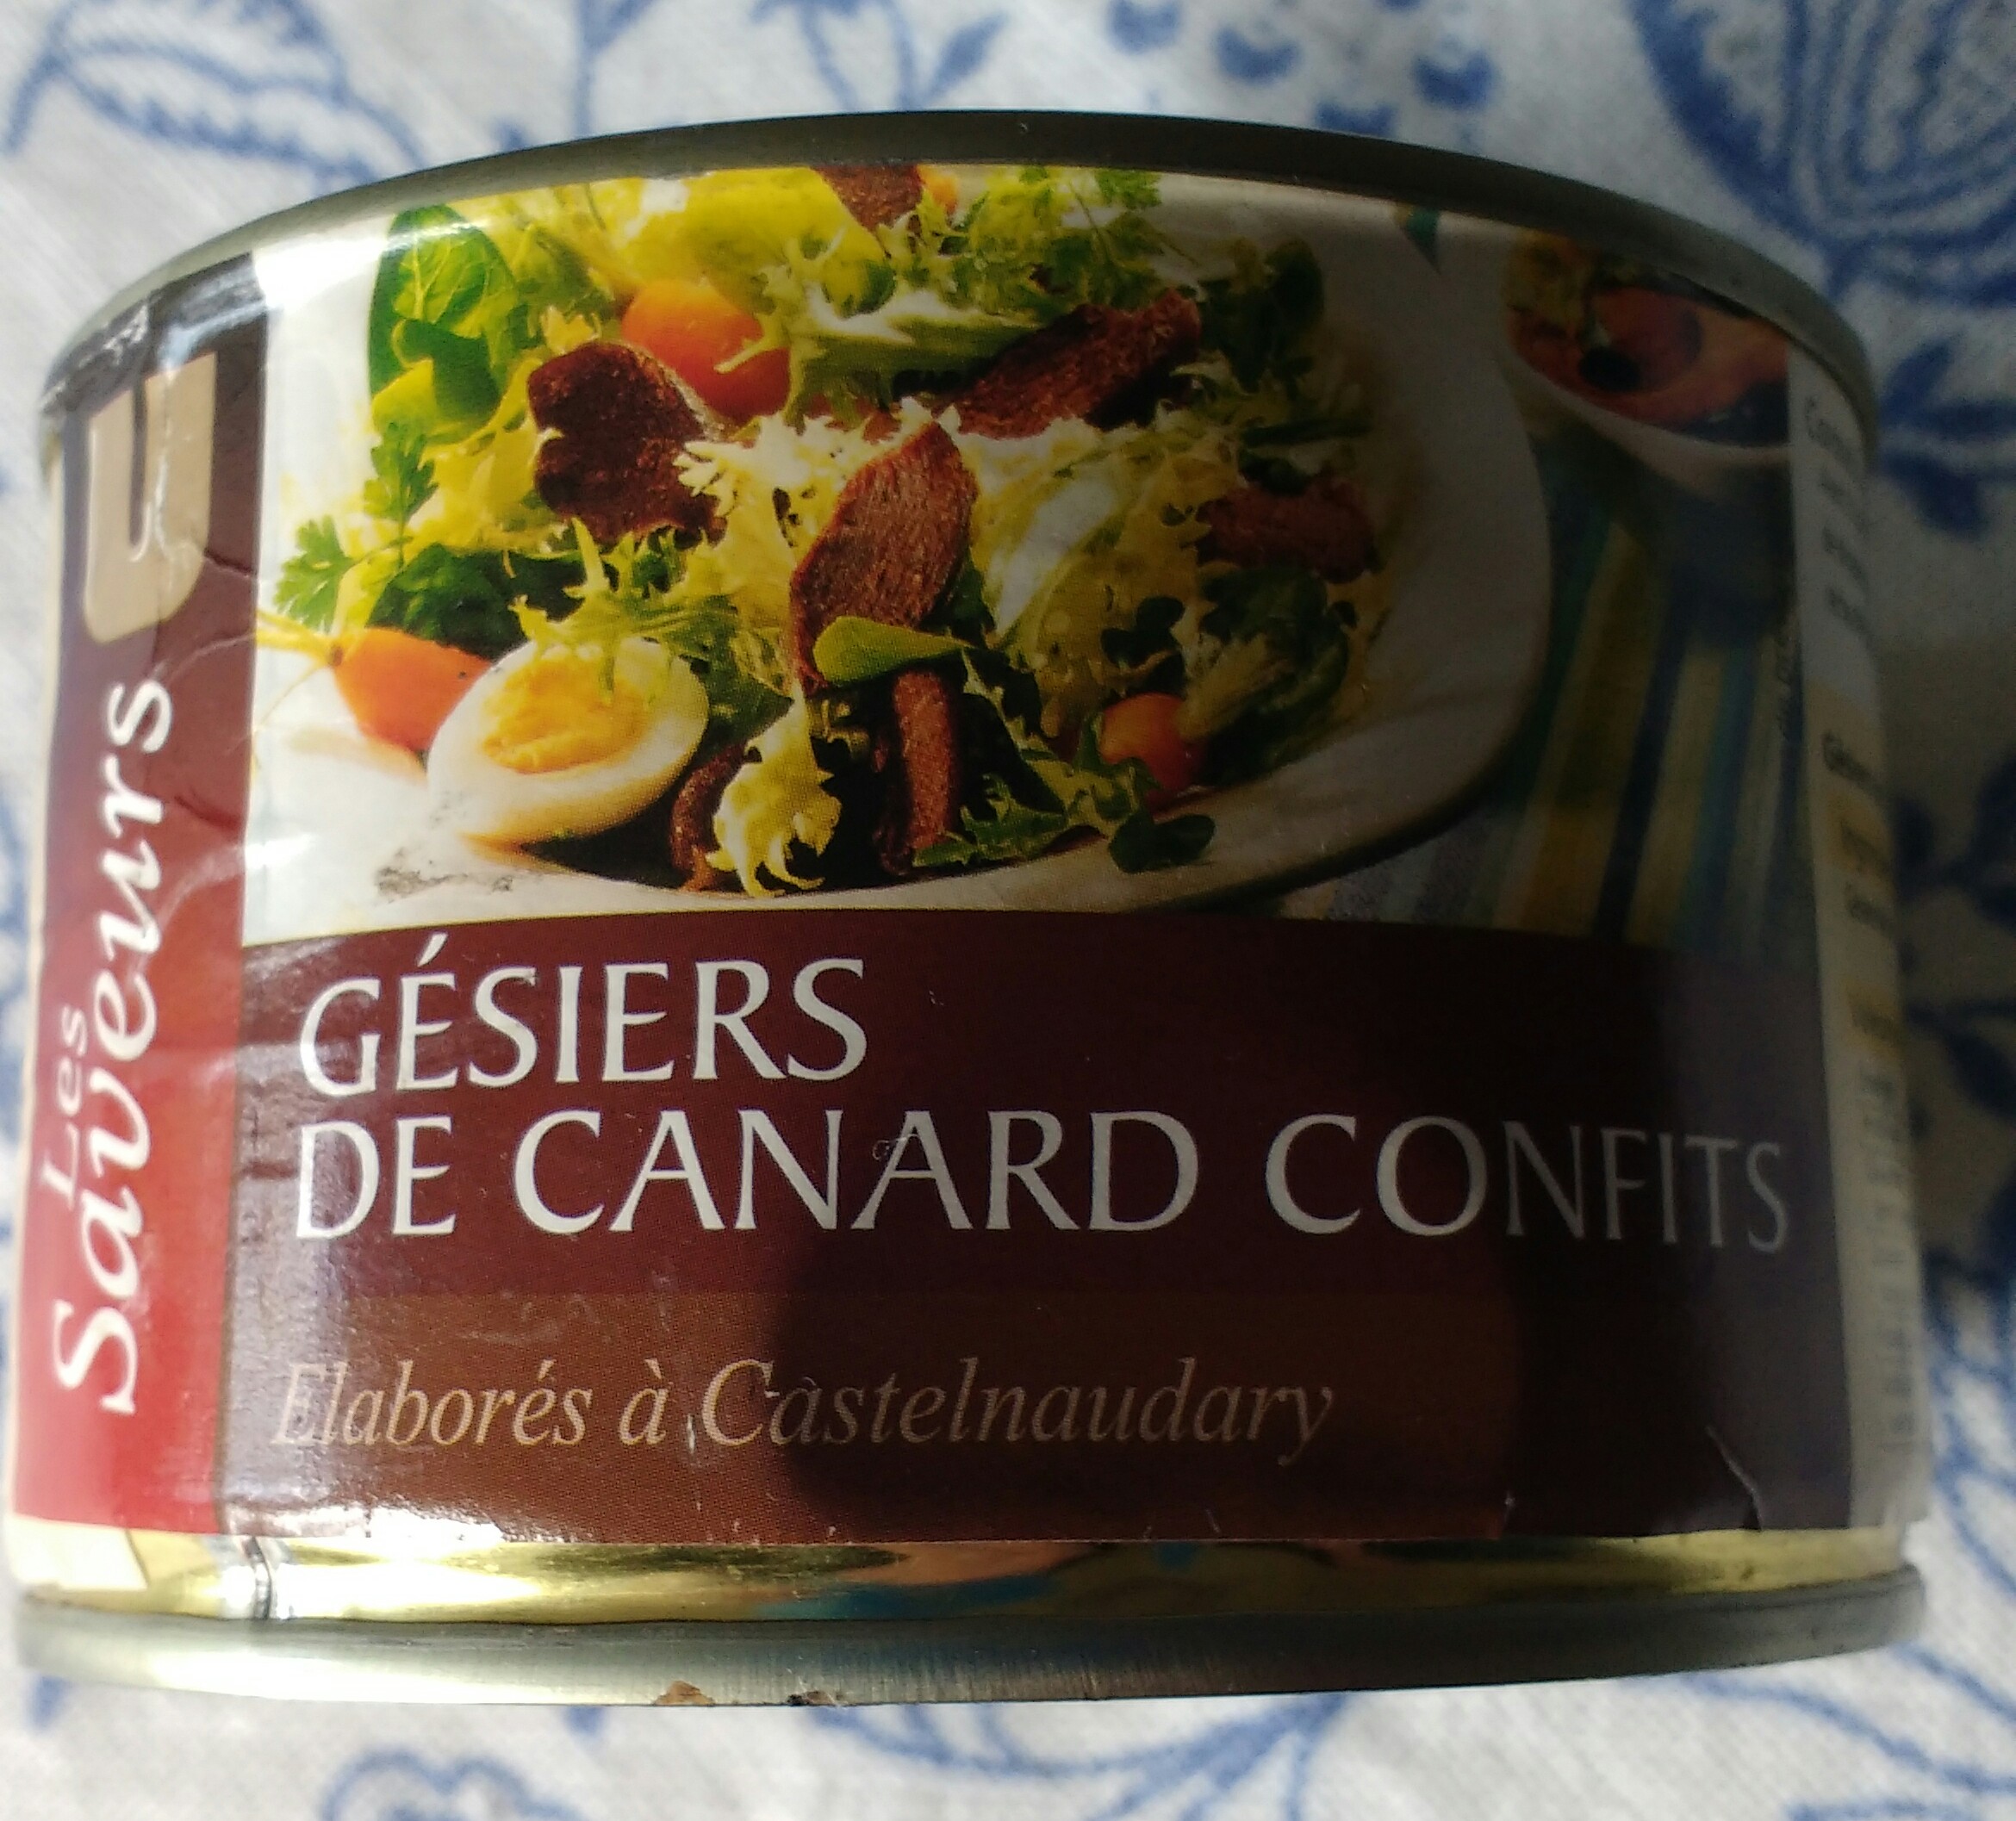 U
Les
Saveurs
GÉSIERS
DE CANARD CONFITS
Elaborés à Castelnaudary